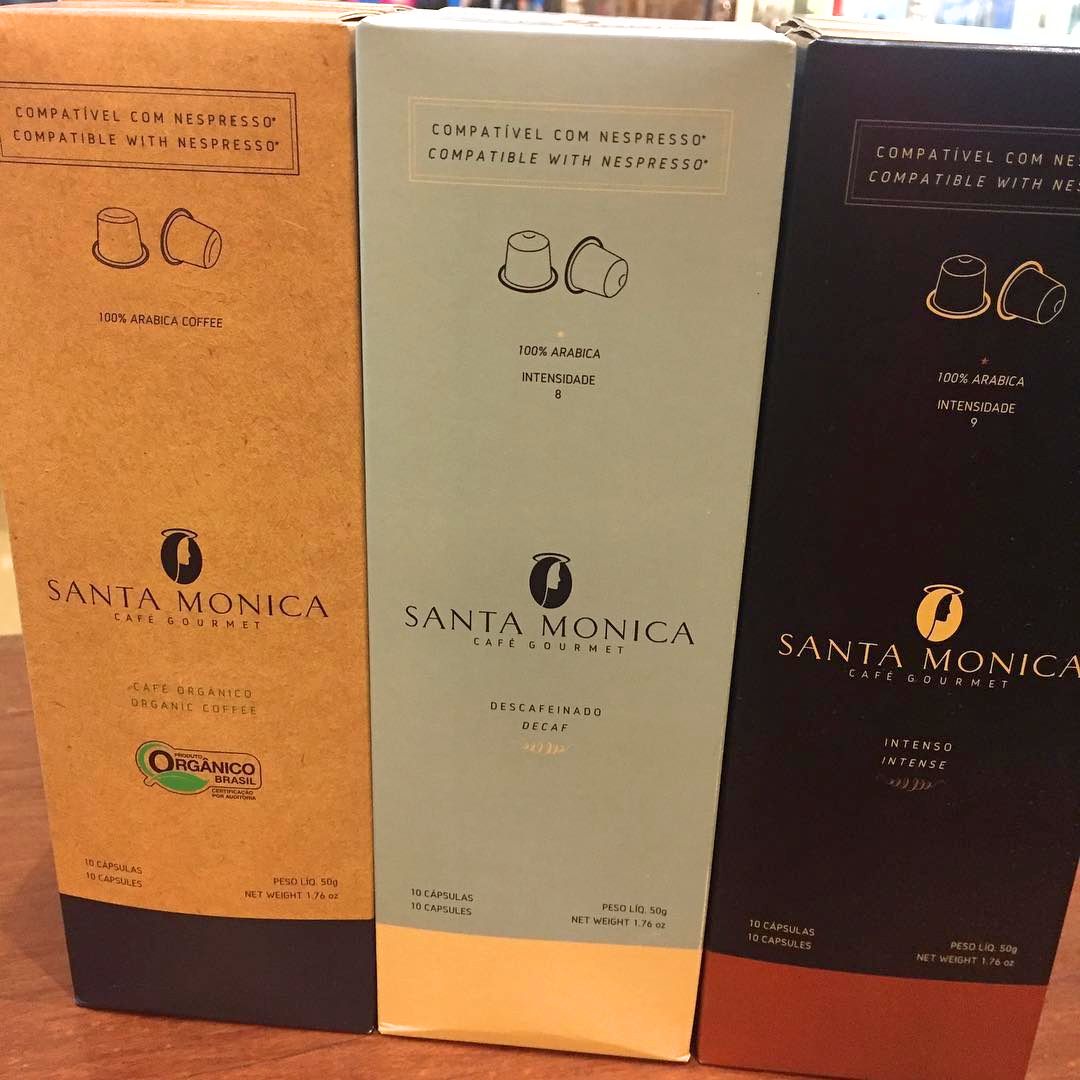 COMPATÍVEL COM NESPRESSO*
COMPATIBLE WITH NESPRESSO*
100% ARABICA COFFEE
SANTA MONICA
CAFÉ GOURMET
CAFÉ ORGÂNICO
ORGANIC COFFEE
PRODUTO
ORGÂNICO
BRASIL
CERTIFICAÇÃO
POR AUDITORIA
10 CÁPSULAS
10 CAPSULES
PESO LÍQ. 50g
NET WEIGHT 1.76 oz
COMPATÍVEL COM NESPRESSO*
COMPATIBLE WITH NESPRESSO*
100% ARABICA
INTENSIDADE
8
SANTA MONICA
CAFÉ GOURMET
DESCAFEINADO
DECAF
10 CÁPSULAS
10 CAPSULES
PESO LÍQ. 50g
NET WEIGHT 1.76 oz
COMPATÍVEL COM NES
COMPATIBLE WITH NES
100% ARABICA
INTENSIDADE
9
SANTA MONICA
CAFÉ GOURMET
INTENSO
INTENSE
10 CÁPSULAS
10 CAPSULES
PESO LÍQ. 50g
NET WEIGHT 1.76 oz